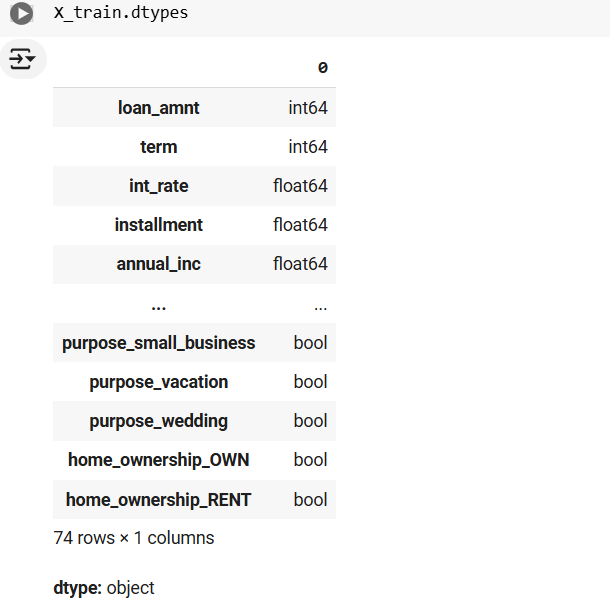 X_train.dtypes
0
loan_amnt int64
term int64
int_rate float64
installment float64
annual_inc float64
... ...
purpose_small_business bool
purpose_vacation bool
purpose_wedding bool
home_ownership_OWN bool
home_ownership_RENT bool
74 rows × 1 columns
dtype: object